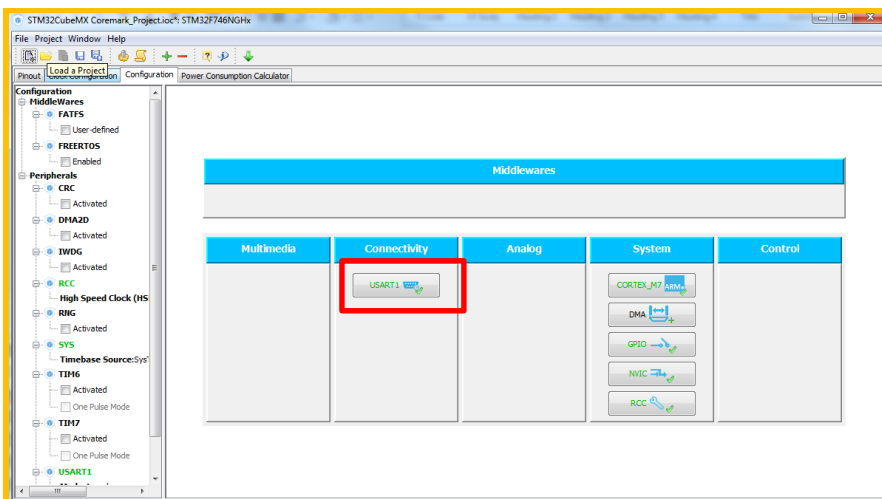 STM32CubeMX Coremark_Project.ioc*: STM32F746NGHx
File Project Window Help
Load a Project
Pinout Clock Configuration Configuration Power Consumption Calculator
Configuration
MiddleWares
FATFS
User-defined
FREERTOS
Enabled
Peripherals
CRC
Activated
DMA2D
Activated
IWDG
Activated
RCC
High Speed Clock (HS
RNG
Activated
SYS
Timebase Source:Sys
TIM6
Activated
One Pulse Mode
TIM7
Activated
One Pulse Mode
USART1
Middlewares
Multimedia Connectivity Analog System Control
USART1 CORTEX_M7 ARM
DMA
GPIO
NVIC
RCC